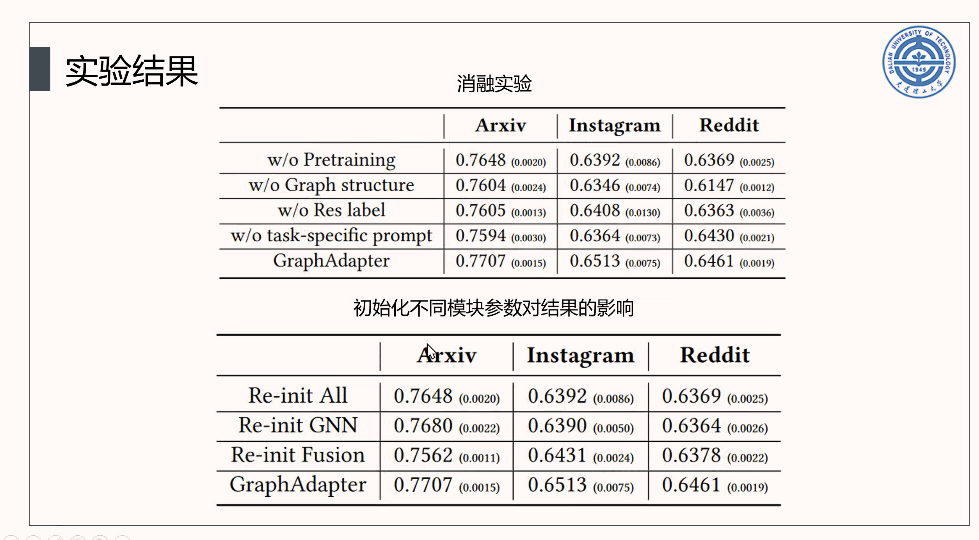 实验结果
DALIAN UNIVERSITY OF TECHNOLOGY
1949
大连理工大学
消融实验
Arxiv Instagram Reddit
w/o Pretraining 0.7648 (0.0020) 0.6392 (0.0086) 0.6369 (0.0025)
w/o Graph structure 0.7604 (0.0024) 0.6346 (0.0074) 0.6147 (0.0012)
w/o Res label 0.7605 (0.0013) 0.6408 (0.0130) 0.6363 (0.0036)
w/o task-specific prompt 0.7594 (0.0030) 0.6364 (0.0073) 0.6430 (0.0021)
GraphAdapter 0.7707 (0.0015) 0.6513 (0.0075) 0.6461 (0.0019)
初始化不同模块参数对结果的影响
Arxiv Instagram Reddit
Re-init All 0.7648 (0.0020) 0.6392 (0.0086) 0.6369 (0.0025)
Re-init GNN 0.7680 (0.0022) 0.6390 (0.0050) 0.6364 (0.0026)
Re-init Fusion 0.7562 (0.0011) 0.6431 (0.0024) 0.6378 (0.0022)
GraphAdapter 0.7707 (0.0015) 0.6513 (0.0075) 0.6461 (0.0019)